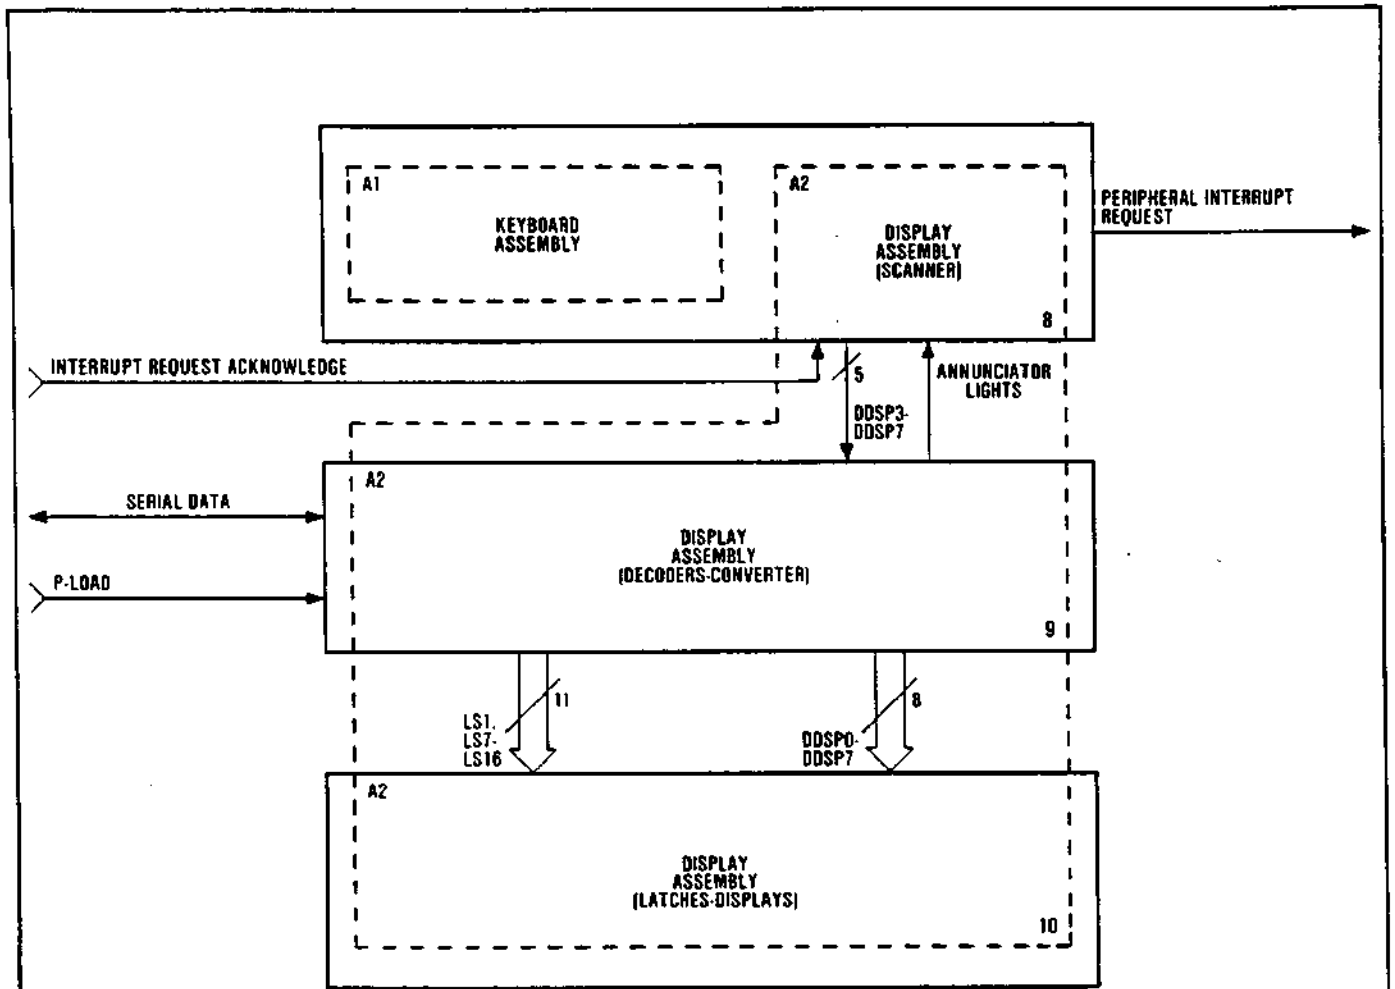 A1
KEYBOARD
ASSEMBLY
A2
DISPLAY
ASSEMBLY
(SCANNER)
8
PERIPHERAL INTERRUPT
REQUEST
INTERRUPT REQUEST ACKNOWLEDGE
5
DDSP3-
DDSP7
ANNUNCIATOR
LIGHTS
A2
SERIAL DATA
DISPLAY
ASSEMBLY
(DECODERS-CONVERTER)
P-LOAD
9
11
LS1,
LS7-
LS16
8
DDSP0-
DDSP7
A2
DISPLAY
ASSEMBLY
(LATCHES-DISPLAYS)
10